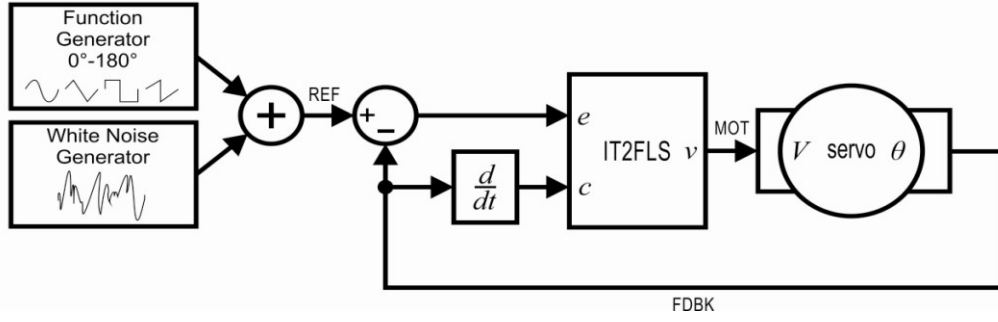 Function
Generator
0°-180°
White Noise
Generator
+
REF
+
−
d
dt
e
c
IT2FLS
v
MOT
V
servo
θ
FDBK